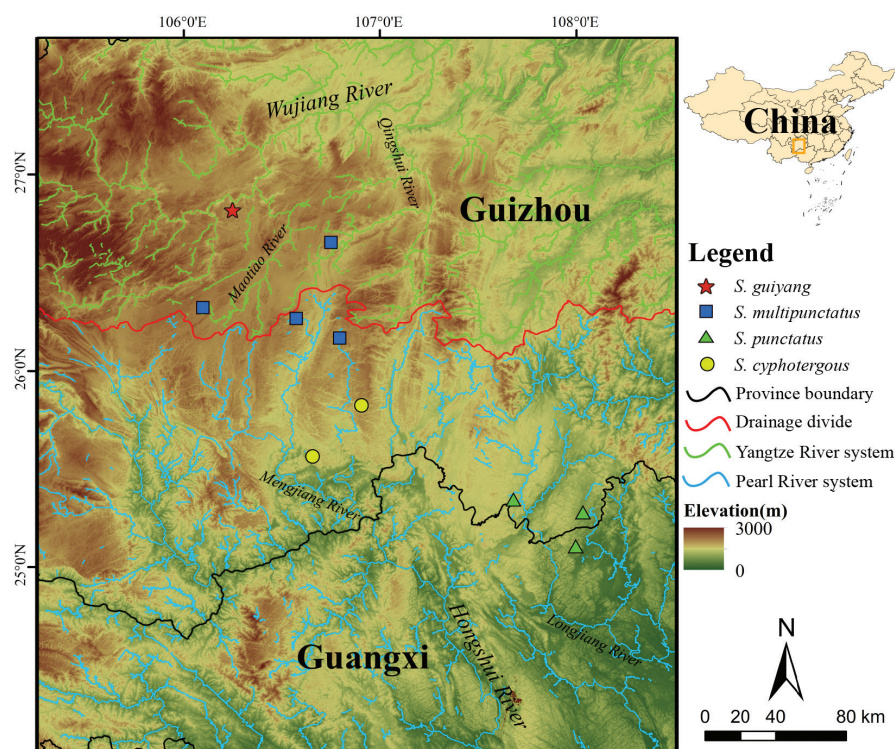 106°0'E 107°0'E 108°0'E
27°0'N
26°0'N
25°0'N
Wujiang River
Qingshui River
Guizhou
Maotiao River
Mengjiang River
Hongshui River
Longjiang River
Guangxi
China
Legend
S. guiyang
S. multipunctatus
S. punctatus
S. cyphotergous
Province boundary
Drainage divide
Yangtze River system
Pearl River system
Elevation(m)
3000
0
N
0 20 40 80 km